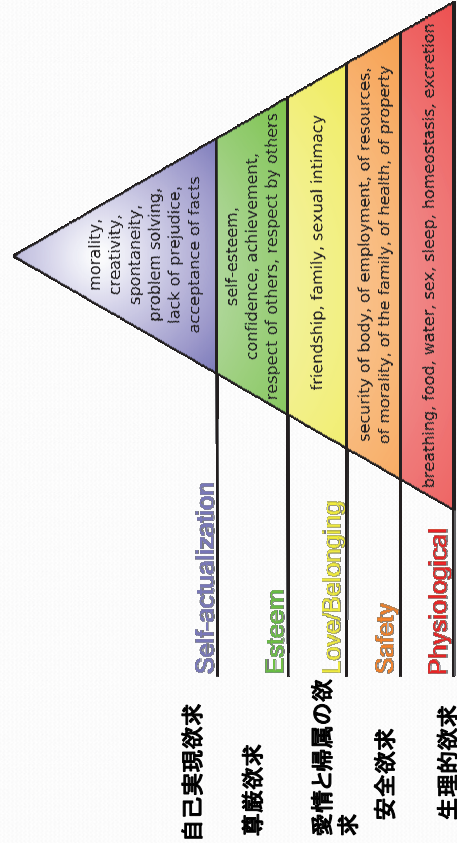 自己実現欲求
Self-actualization
morality,
creativity,
spontaneity,
problem solving,
lack of prejudice,
acceptance of facts
尊厳欲求
Esteem
self-esteem,
confidence, achievement,
respect of others, respect by others
愛情と帰属の欲
求
Love/Belonging
friendship, family, sexual intimacy
安全欲求
Safety
security of body, of employment, of resources,
of morality, of the family, of health, of property
生理的欲求
Physiological
breathing, food, water, sex, sleep, homeostasis, excretion